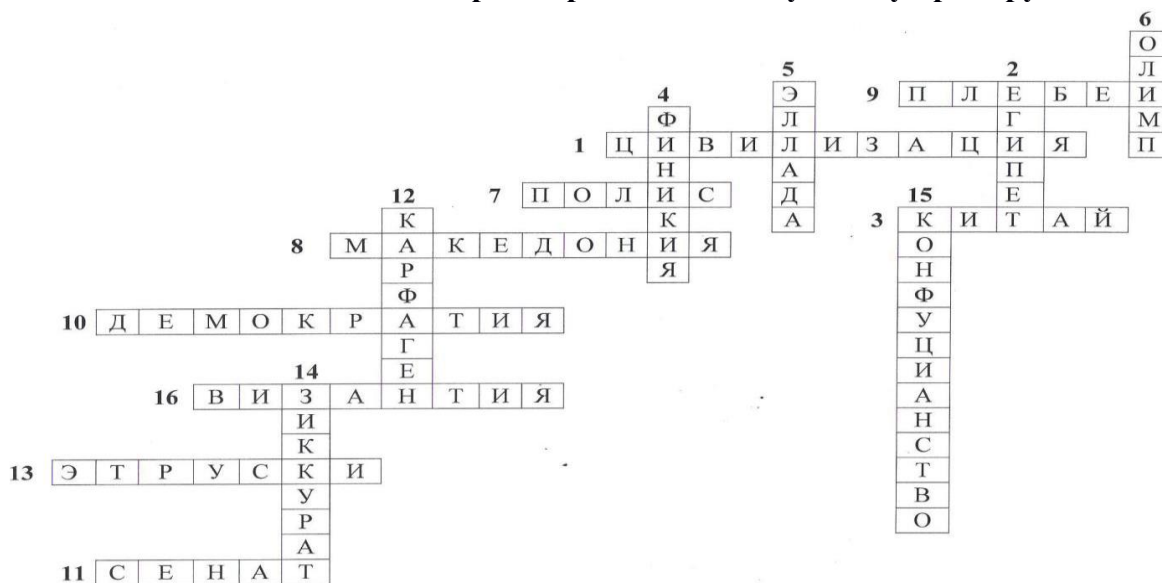 6 ОЛИМП
5 ЭЛЛАДА
2 ЕГИПЕТ
9 ПЛЕБЕИ
4 ФИНИКИЯ
1 ЦИВИЛИЗАЦИЯ
7 ПОЛИС
12 КАРФАГЕН
15 КОНФУЦИАНСТВО
3 КИТАЙ
8 МАКЕДОНИЯ
10 ДЕМОКРАТИЯ
14 ЗИККУРАТ
16 ВИЗАНТИЯ
13 ЭТРУСКИ
11 СЕНАТ